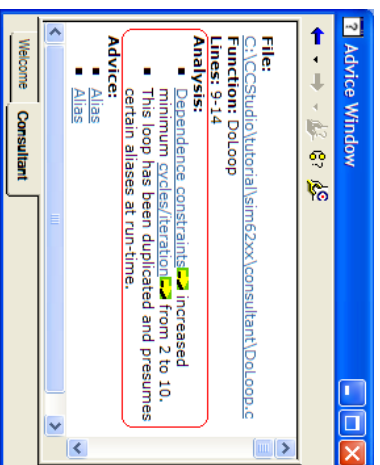 Advice Window
File:
C:\CCStudio\tutorial\sim62xx\consultant\DoLoop.c
Function: DoLoop
Lines: 9-14
Analysis:
Dependence constraints increased
minimum cycles/iteration from 2 to 10.
This loop has been duplicated and presumes
certain aliases at run-time.
Advice:
Alias
Alias
Welcome Consultant